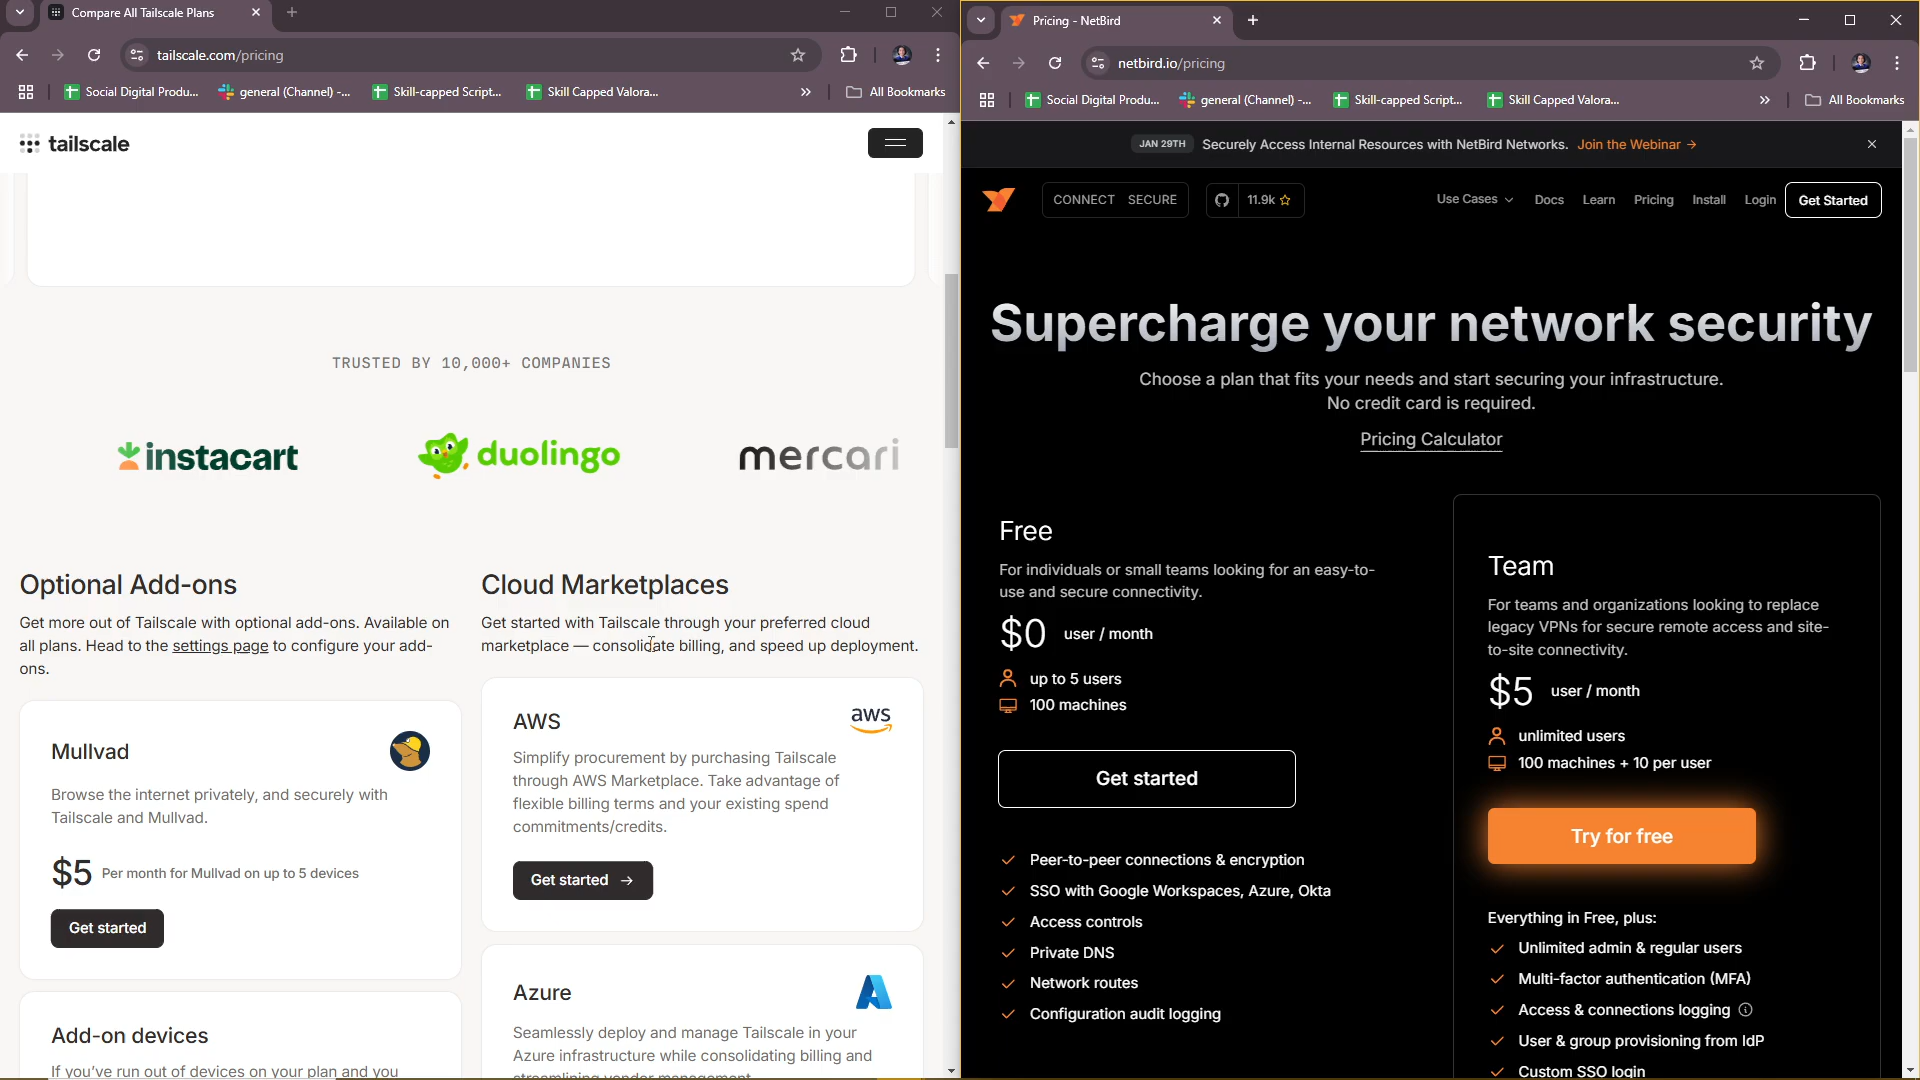 Compare All Tailscale Plans
tailscale.com/pricing
Social Digital Produ...
general (Channel) -...
Skill-capped Script...
Skill Capped Valora...
»
All Bookmarks
tailscale
TRUSTED BY 10,000+ COMPANIES
instacart
duolingo
mercari
Optional Add-ons
Get more out of Tailscale with optional add-ons. Available on
all plans. Head to the settings page to configure your add-
ons.
Mullvad
Browse the internet privately, and securely with
Tailscale and Mullvad.
$5 Per month for Mullvad on up to 5 devices
Get started
Add-on devices
If you've run out of devices on your plan and you
Cloud Marketplaces
Get started with Tailscale through your preferred cloud
marketplace — consolidate billing, and speed up deployment.
AWS
aws
Simplify procurement by purchasing Tailscale
through AWS Marketplace. Take advantage of
flexible billing terms and your existing spend
commitments/credits.
Get started →
Azure
Seamlessly deploy and manage Tailscale in your
Azure infrastructure while consolidating billing and
streamlining vendor management.
Pricing - NetBird
netbird.io/pricing
Social Digital Produ...
general (Channel) -...
Skill-capped Script...
Skill Capped Valora...
»
All Bookmarks
JAN 29TH Securely Access Internal Resources with NetBird Networks. Join the Webinar →
CONNECT SECURE
11.9k
Use Cases
Docs
Learn
Pricing
Install
Login
Get Started
Supercharge your network security
Choose a plan that fits your needs and start securing your infrastructure.
No credit card is required.
Pricing Calculator
Free
For individuals or small teams looking for an easy-to-
use and secure connectivity.
$0 user / month
up to 5 users
100 machines
Get started
Peer-to-peer connections & encryption
SSO with Google Workspaces, Azure, Okta
Access controls
Private DNS
Network routes
Configuration audit logging
Team
For teams and organizations looking to replace
legacy VPNs for secure remote access and site-
to-site connectivity.
$5 user / month
unlimited users
100 machines + 10 per user
Try for free
Everything in Free, plus:
Unlimited admin & regular users
Multi-factor authentication (MFA)
Access & connections logging
User & group provisioning from IdP
Custom SSO login